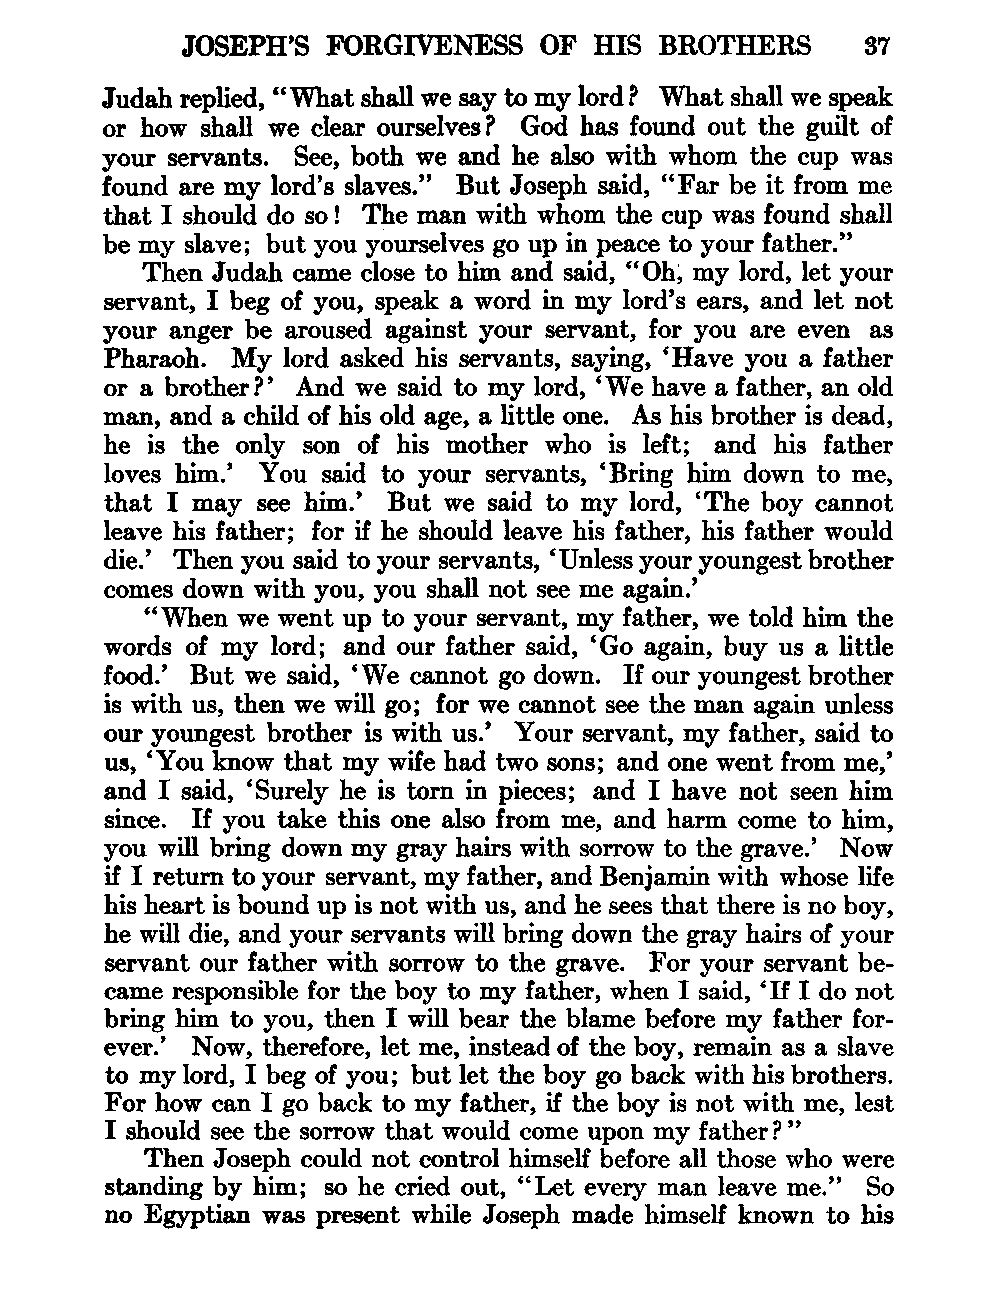 JOSEPH'S FORGIVENESS OF HIS BROTHERS 37
Judah replied, "What shall we say to my lord? What shall we speak
or how shall we clear ourselves? God has found out the guilt of
your servants. See, both we and he also with whom the cup was
found are my lord's slaves." But Joseph said, "Far be it from me
that I should do so! The man with whom the cup was found shall
be my slave; but you yourselves go up in peace to your father."
Then Judah came close to him and said, "Oh, my lord, let your
servant, I beg of you, speak a word in my lord's ears, and let not
your anger be aroused against your servant, for you are even as
Pharaoh. My lord asked his servants, saying, 'Have you a father
or a brother?' And we said to my lord, 'We have a father, an old
man, and a child of his old age, a little one. As his brother is dead,
he is the only son of his mother who is left; and his father
loves him.' You said to your servants, 'Bring him down to me,
that I may see him.' But we said to my lord, 'The boy cannot
leave his father; for if he should leave his father, his father would
die.' Then you said to your servants, 'Unless your youngest brother
comes down with you, you shall not see me again.'
"When we went up to your servant, my father, we told him the
words of my lord; and our father said, 'Go again, buy us a little
food.' But we said, 'We cannot go down. If our youngest brother
is with us, then we will go; for we cannot see the man again unless
our youngest brother is with us.' Your servant, my father, said to
us, 'You know that my wife had two sons; and one went from me,'
and I said, 'Surely he is torn in pieces; and I have not seen him
since. If you take this one also from me, and harm come to him,
you will bring down my gray hairs with sorrow to the grave.' Now
if I return to your servant, my father, and Benjamin with whose life
his heart is bound up is not with us, and he sees that there is no boy,
he will die, and your servants will bring down the gray hairs of your
servant our father with sorrow to the grave. For your servant be-
came responsible for the boy to my father, when I said, 'If I do not
bring him to you, then I will bear the blame before my father for-
ever.' Now, therefore, let me, instead of the boy, remain as a slave
to my lord, I beg of you; but let the boy go back with his brothers.
For how can I go back to my father, if the boy is not with me, lest
I should see the sorrow that would come upon my father?"
Then Joseph could not control himself before all those who were
standing by him; so he cried out, "Let every man leave me." So
no Egyptian was present while Joseph made himself known to his